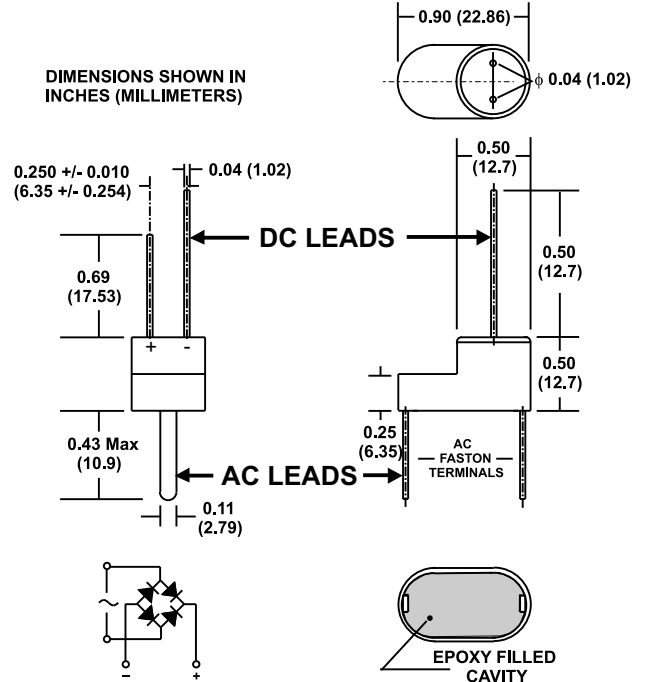 0.90 (22.86)
DIMENSIONS SHOWN IN
INCHES (MILLIMETERS)
ϕ 0.04 (1.02)
0.250 +/- 0.010
(6.35 +/- 0.254)
0.04 (1.02)
0.50
(12.7)
DC LEADS
0.69
(17.53)
0.50
(12.7)
+ -
0.50
(12.7)
0.43 Max
(10.9)
0.25
(6.35)
AC
FASTON
TERMINALS
AC LEADS
0.11
(2.79)
~
- +
EPOXY FILLED
CAVITY